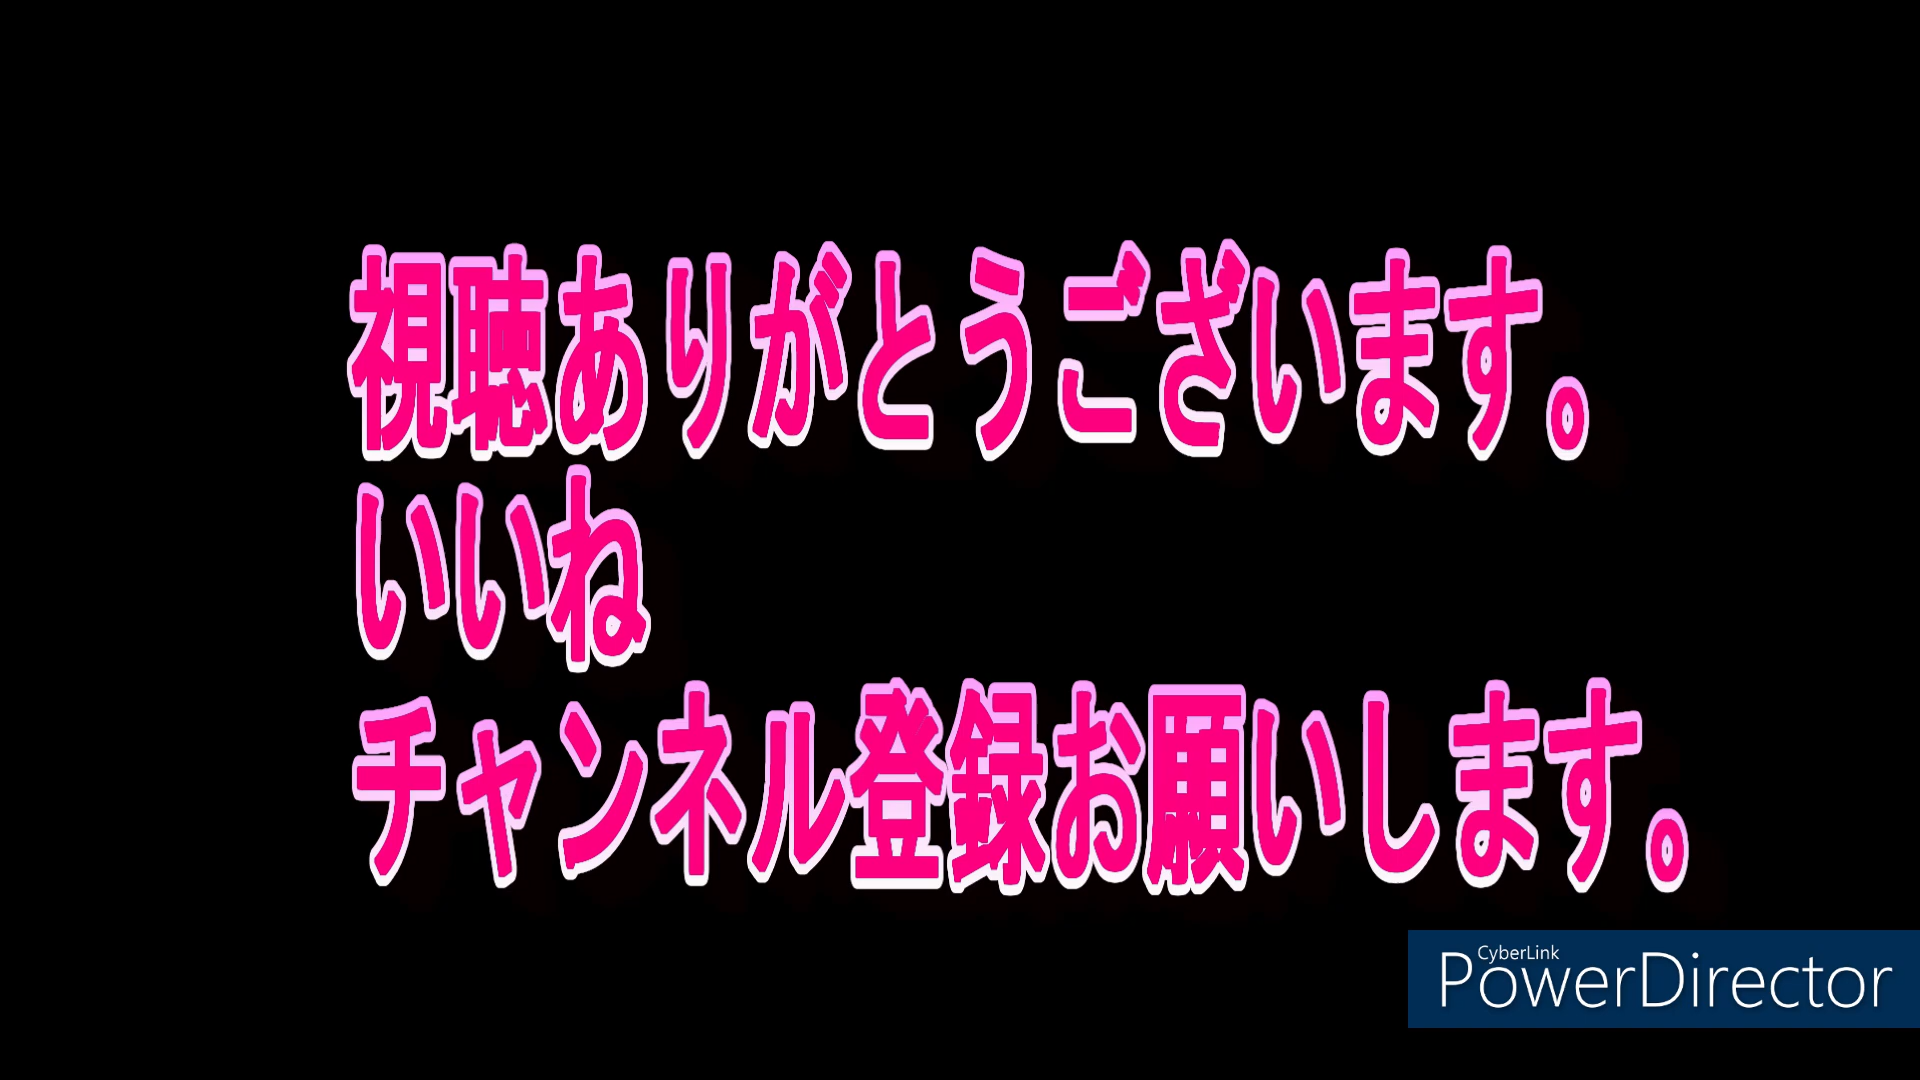 視聴ありがとうございます。
いいね
チャンネル登録お願いします。
CyberLink
PowerDirector